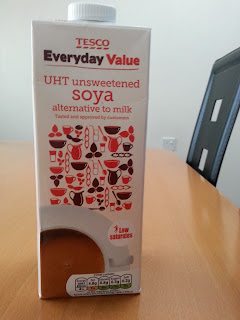 TESCO
Everyday Value
UHT unsweetened
soya
alternative to milk
Tasted and approved by customers
Low
saturates